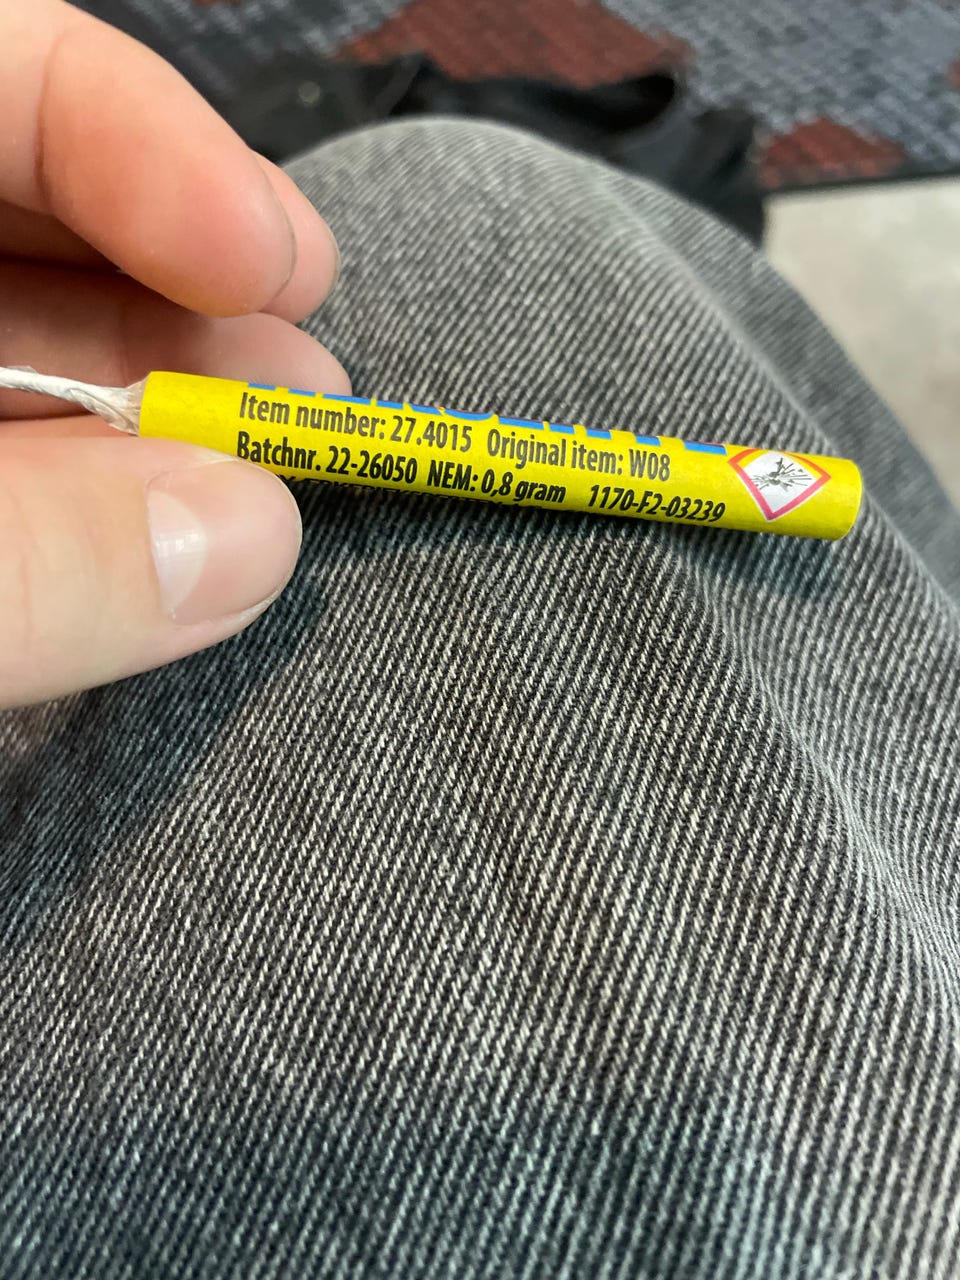 Item number: 27.4015 Original item: W08
Batchnr. 22-26050 NEM: 0,8 gram 1170-F2-03239